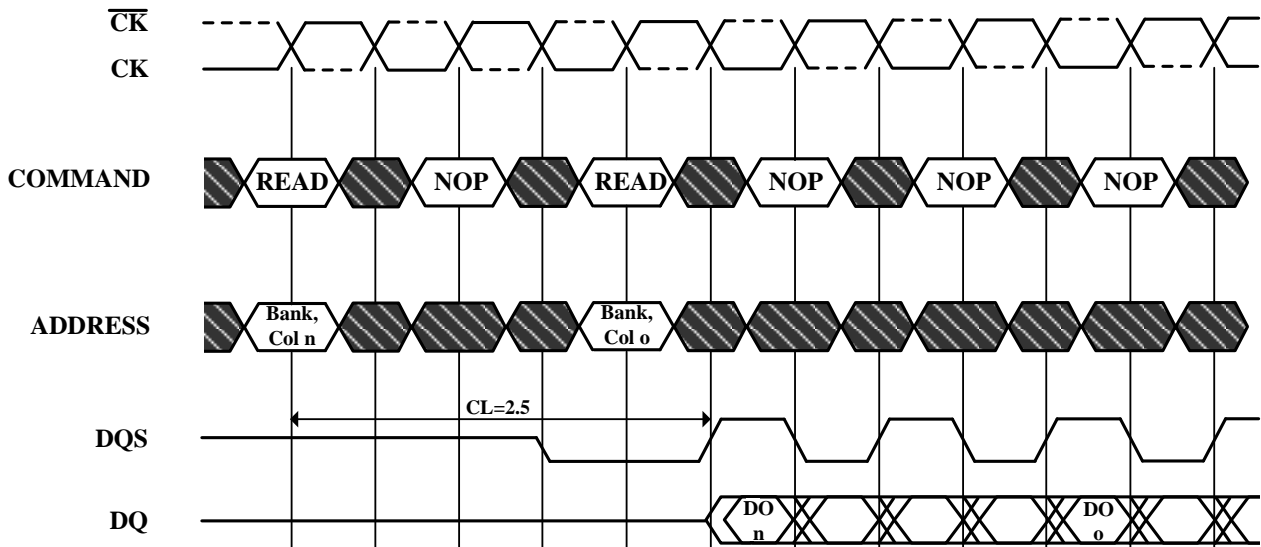 CK
CK
COMMAND
READ
NOP
READ
NOP
NOP
NOP
ADDRESS
Bank,
Col n
Bank,
Col o
CL=2.5
DQS
DQ
DO
n
DO
o